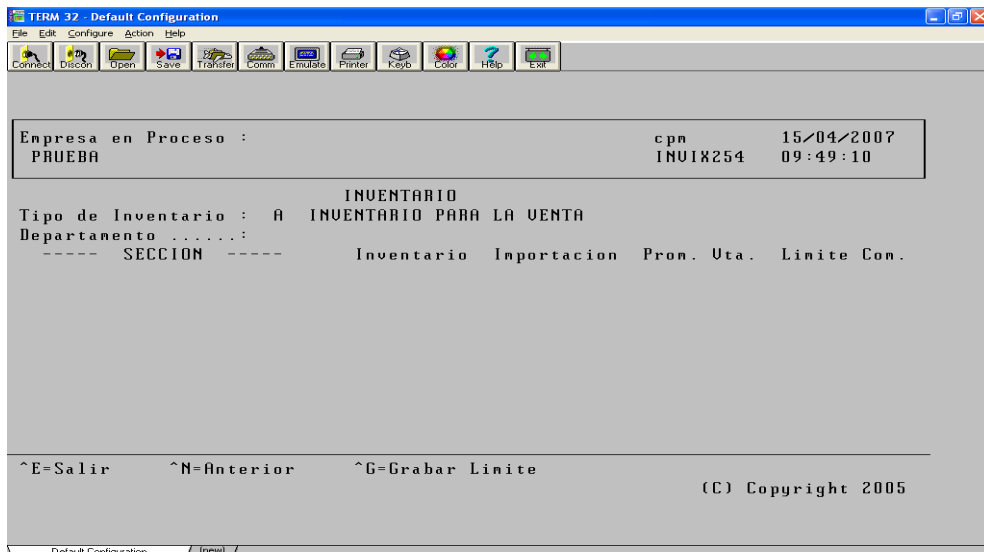 TERM 32 - Default Configuration
File Edit Configure Action Help
Connect Discon Open Save Transfer Comm Emulate Printer Keyb Color Help Exit
Empresa en Proceso : cpm 15/04/2007
PRUEBA INVIX254 09:49:10
INVENTARIO
Tipo de Inventario : A INVENTARIO PARA LA VENTA
Departamento ......:
----- SECCION ----- Inventario Importacion Prom. Vta. Limite Com.
^E=Salir ^N=Anterior ^G=Grabar Limite
(C) Copyright 2005
Default Configuration (new)